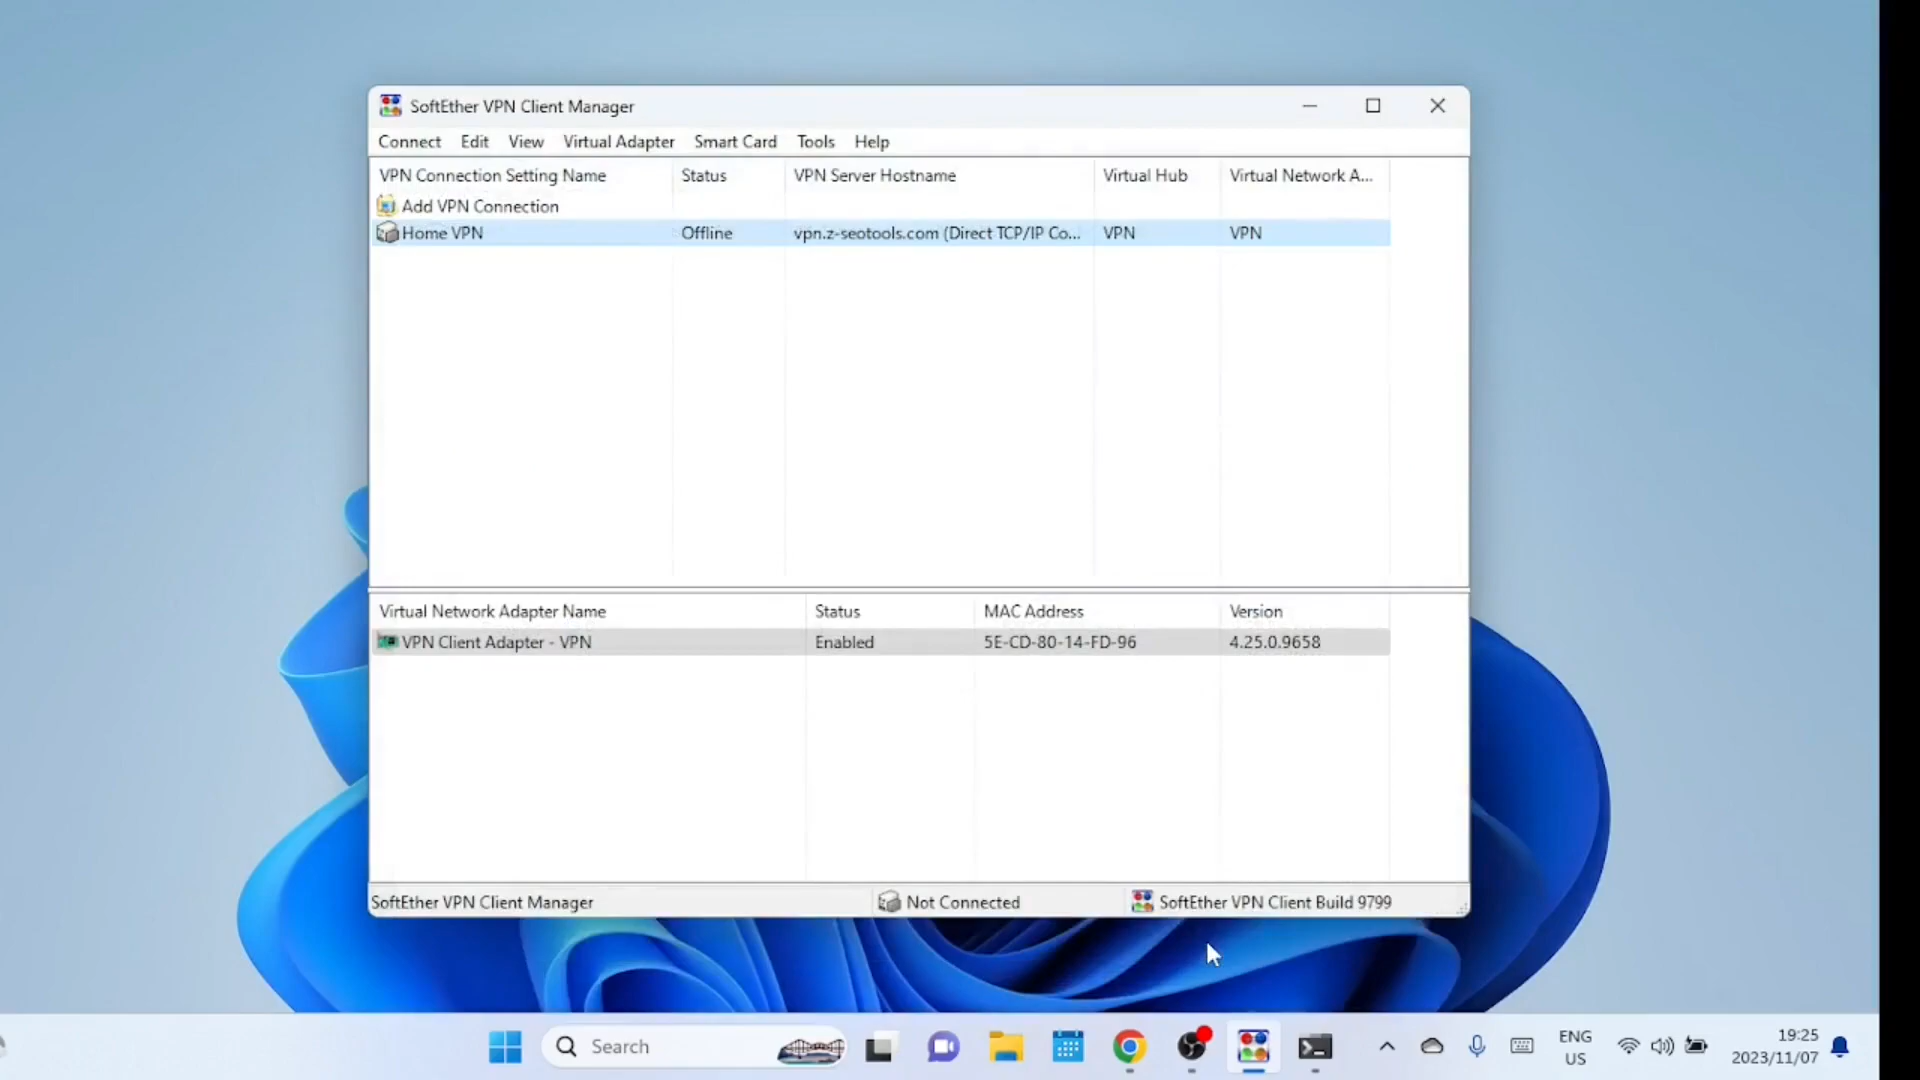 SoftEther VPN Client Manager
Connect Edit View Virtual Adapter Smart Card Tools Help
VPN Connection Setting Name Status VPN Server Hostname Virtual Hub Virtual Network A...
Add VPN Connection
Home VPN Offline vpn.z-seotools.com (Direct TCP/IP Co... VPN VPN
Virtual Network Adapter Name Status MAC Address Version
VPN Client Adapter - VPN Enabled 5E-CD-80-14-FD-96 4.25.0.9658
SoftEther VPN Client Manager Not Connected SoftEther VPN Client Build 9799
Search
ENG
US
19:25
2023/11/07